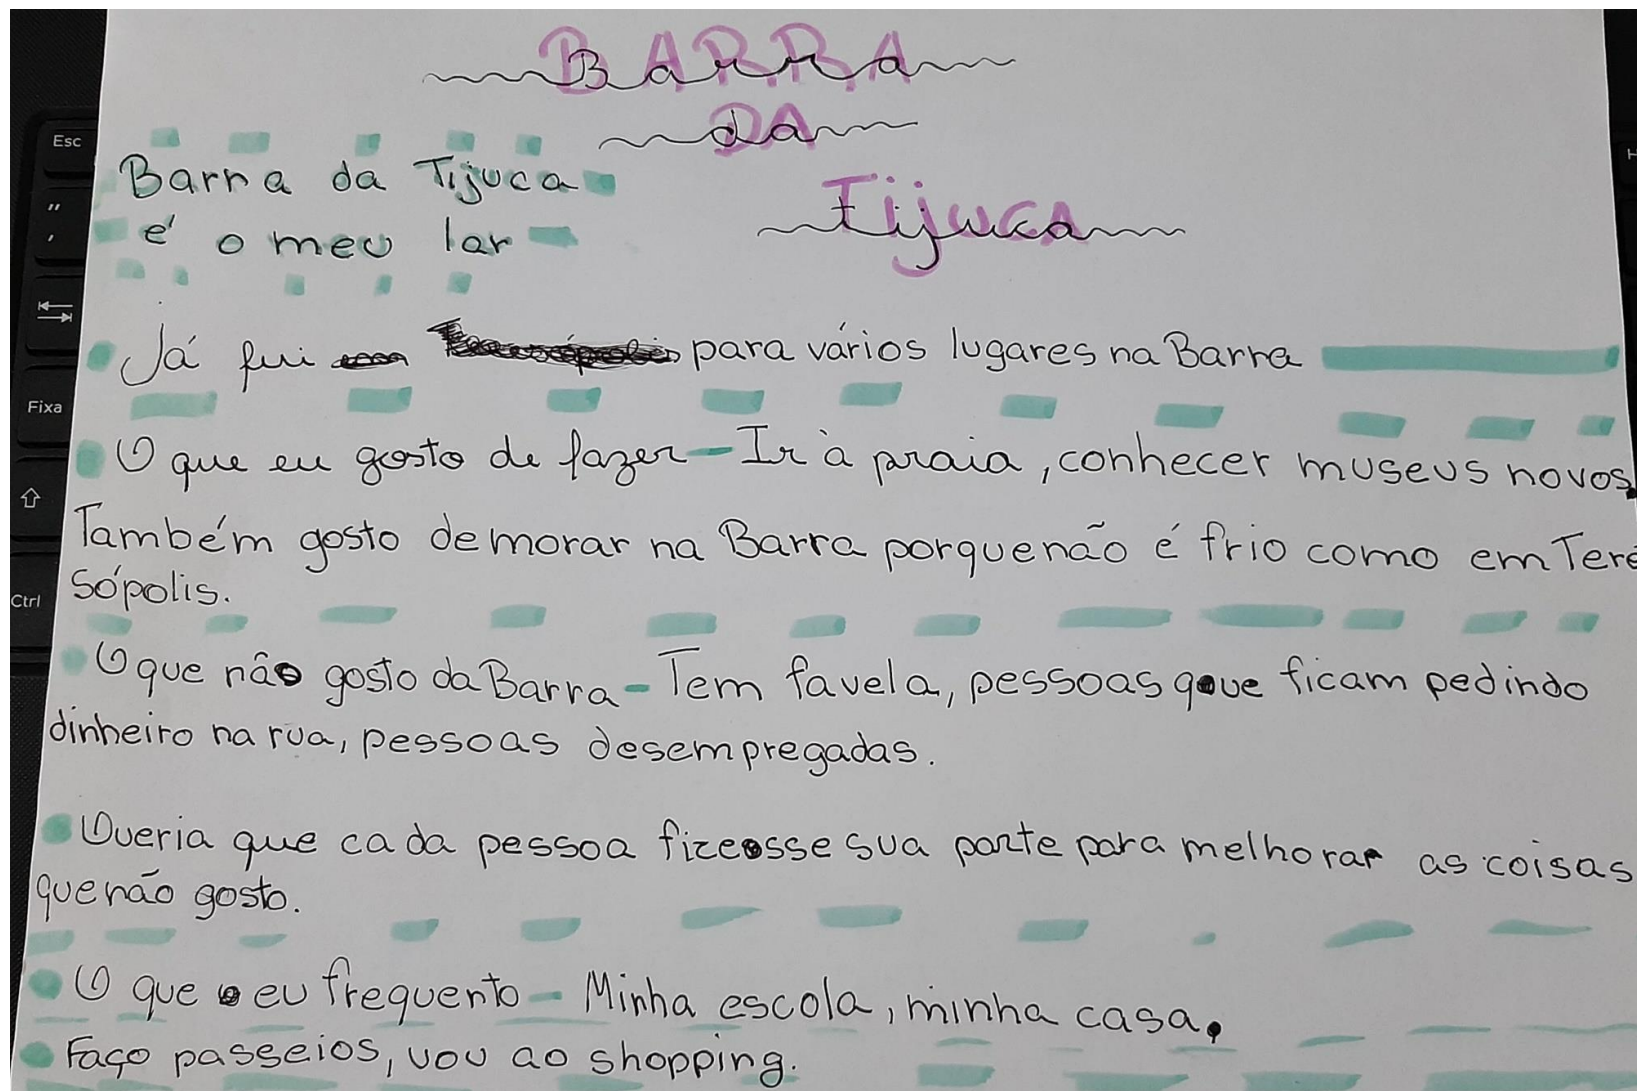 Barra
da
Tijuca
Barra da Tijuca
é o meu lar
Já fui para vários lugares na Barra
O que eu gosto de fazer - Ir à praia, conhecer museus novos.
Também gosto de morar na Barra porque não é frio como em Tere
sópolis.
O que não gosto da Barra - Tem favela, pessoas que ficam pedindo
dinheiro na rua, pessoas desempregadas.
Queria que cada pessoa fizesse sua parte para melhorar as coisas
que não gosto.
O que eu frequento - Minha escola, minha casa.
Faço passeios, vou ao shopping.
Esc
"
'
Fixa
Ctrl